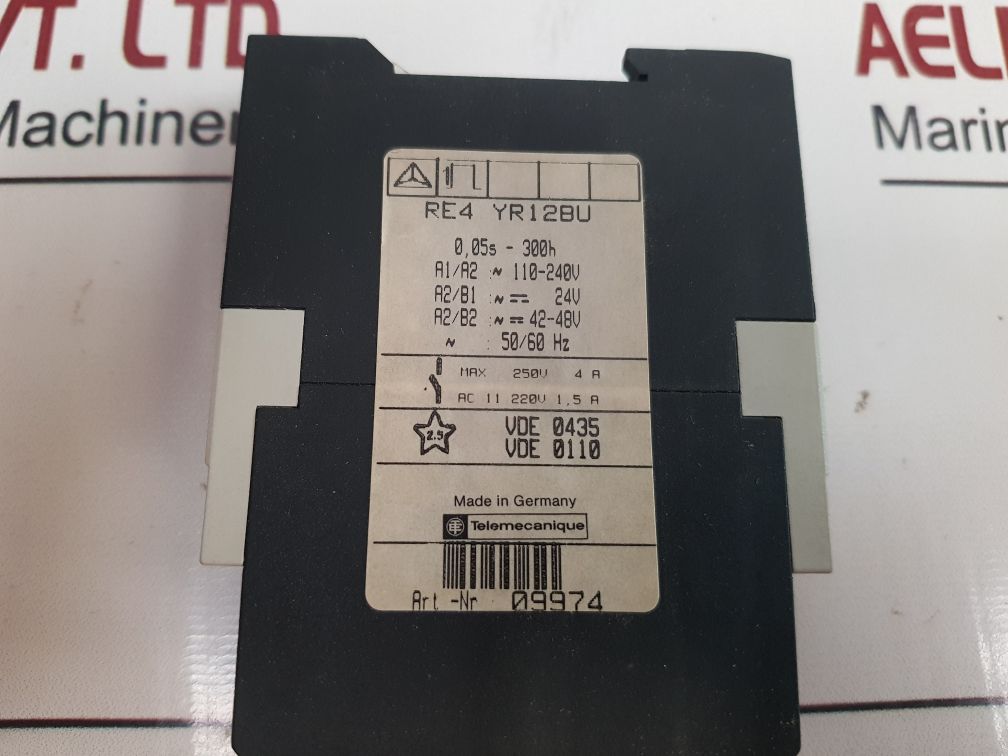 VT. LTD
Machiner
AEL
Marin
RE4 YR12BU
0,05s - 300h
A1/A2 :~ 110-240V
A2/B1 :~ ⎓ 24V
A2/B2 :~ ⎓ 42-48V
~ : 50/60 Hz
MAX 250V 4 A
AC 11 220V 1,5 A
2.5
VDE 0435
VDE 0110
Made in Germany
Telemecanique
Art -Nr 09974